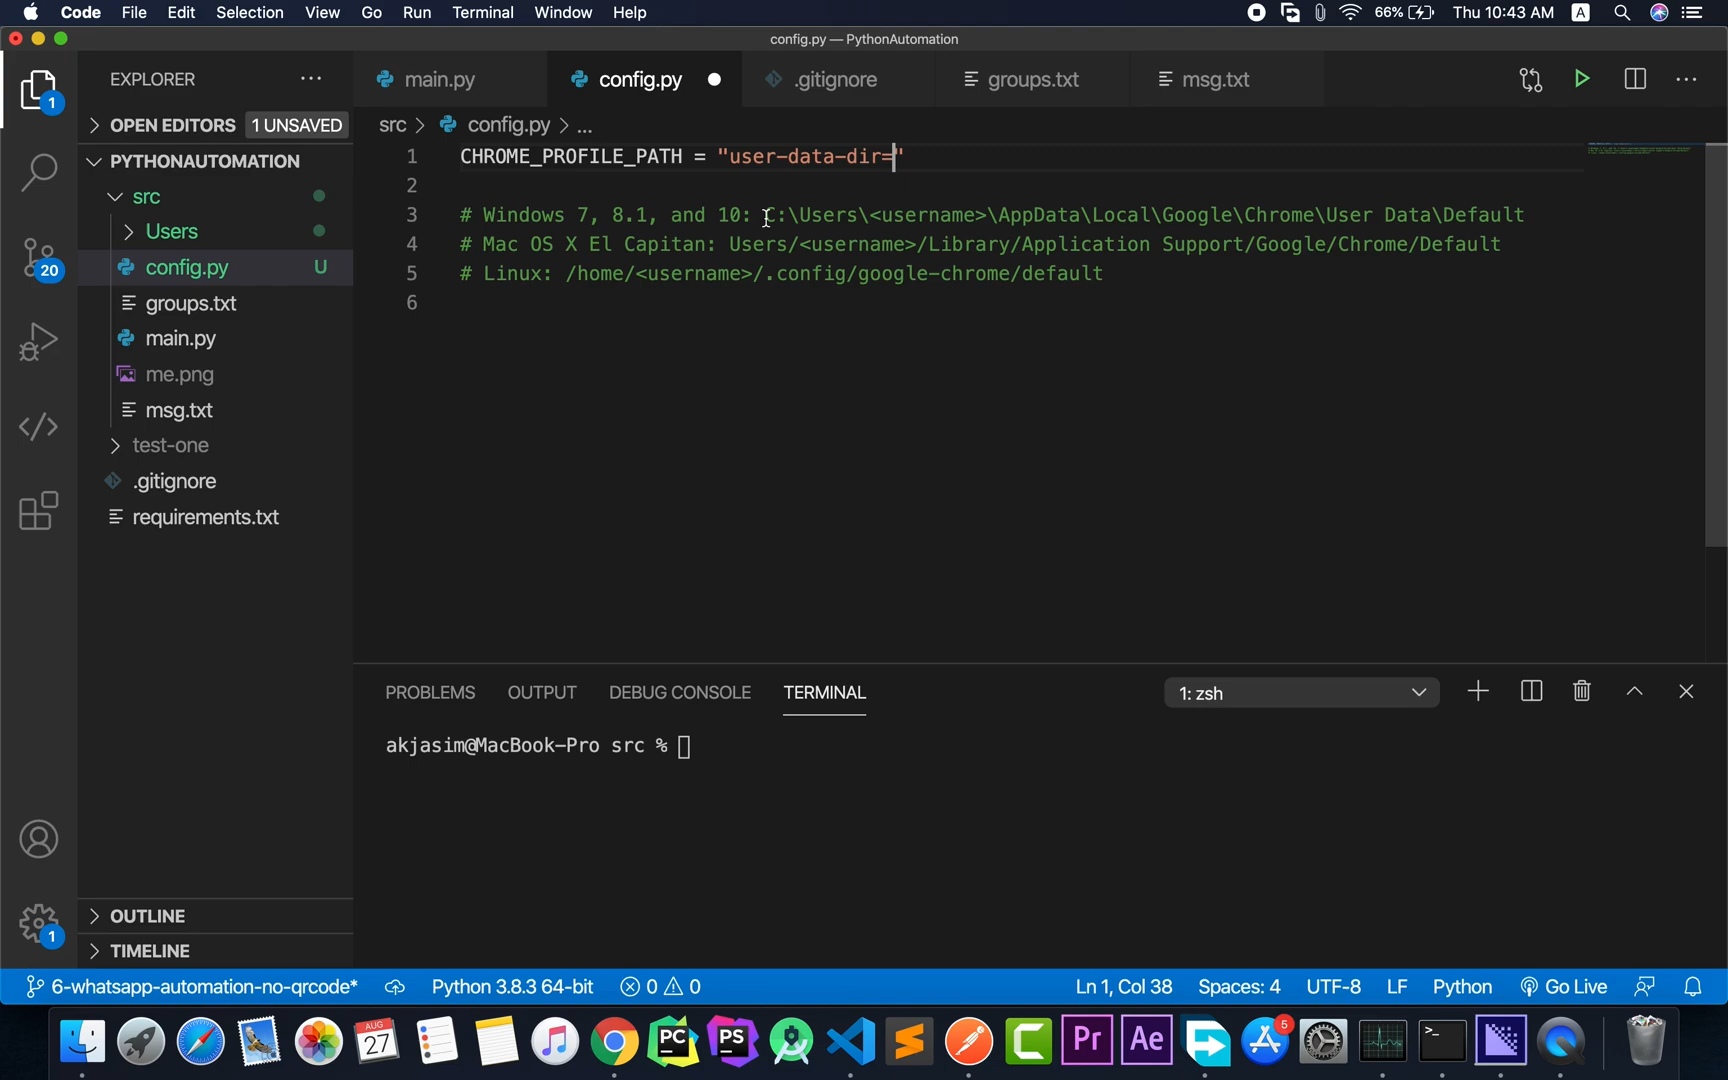 Code File Edit Selection View Go Run Terminal Window Help 66% Thu 10:43 AM A
config.py — PythonAutomation
EXPLORER
main.py config.py .gitignore groups.txt msg.txt
OPEN EDITORS 1 UNSAVED
src > config.py > ...
PYTHONAUTOMATION
src
Users
config.py U
groups.txt
main.py
me.png
msg.txt
test-one
.gitignore
requirements.txt
OUTLINE
TIMELINE
1
20
1
1 CHROME_PROFILE_PATH = "user-data-dir="
2
3 # Windows 7, 8.1, and 10: C:\Users\<username>\AppData\Local\Google\Chrome\User Data\Default
4 # Mac OS X El Capitan: Users/<username>/Library/Application Support/Google/Chrome/Default
5 # Linux: /home/<username>/.config/google-chrome/default
6
PROBLEMS OUTPUT DEBUG CONSOLE TERMINAL 1: zsh
akjasim@MacBook-Pro src %
6-whatsapp-automation-no-qrcode* Python 3.8.3 64-bit 0 0 Ln 1, Col 38 Spaces: 4 UTF-8 LF Python Go Live
AUG 27 PC PS C Pr Ae 5 >_